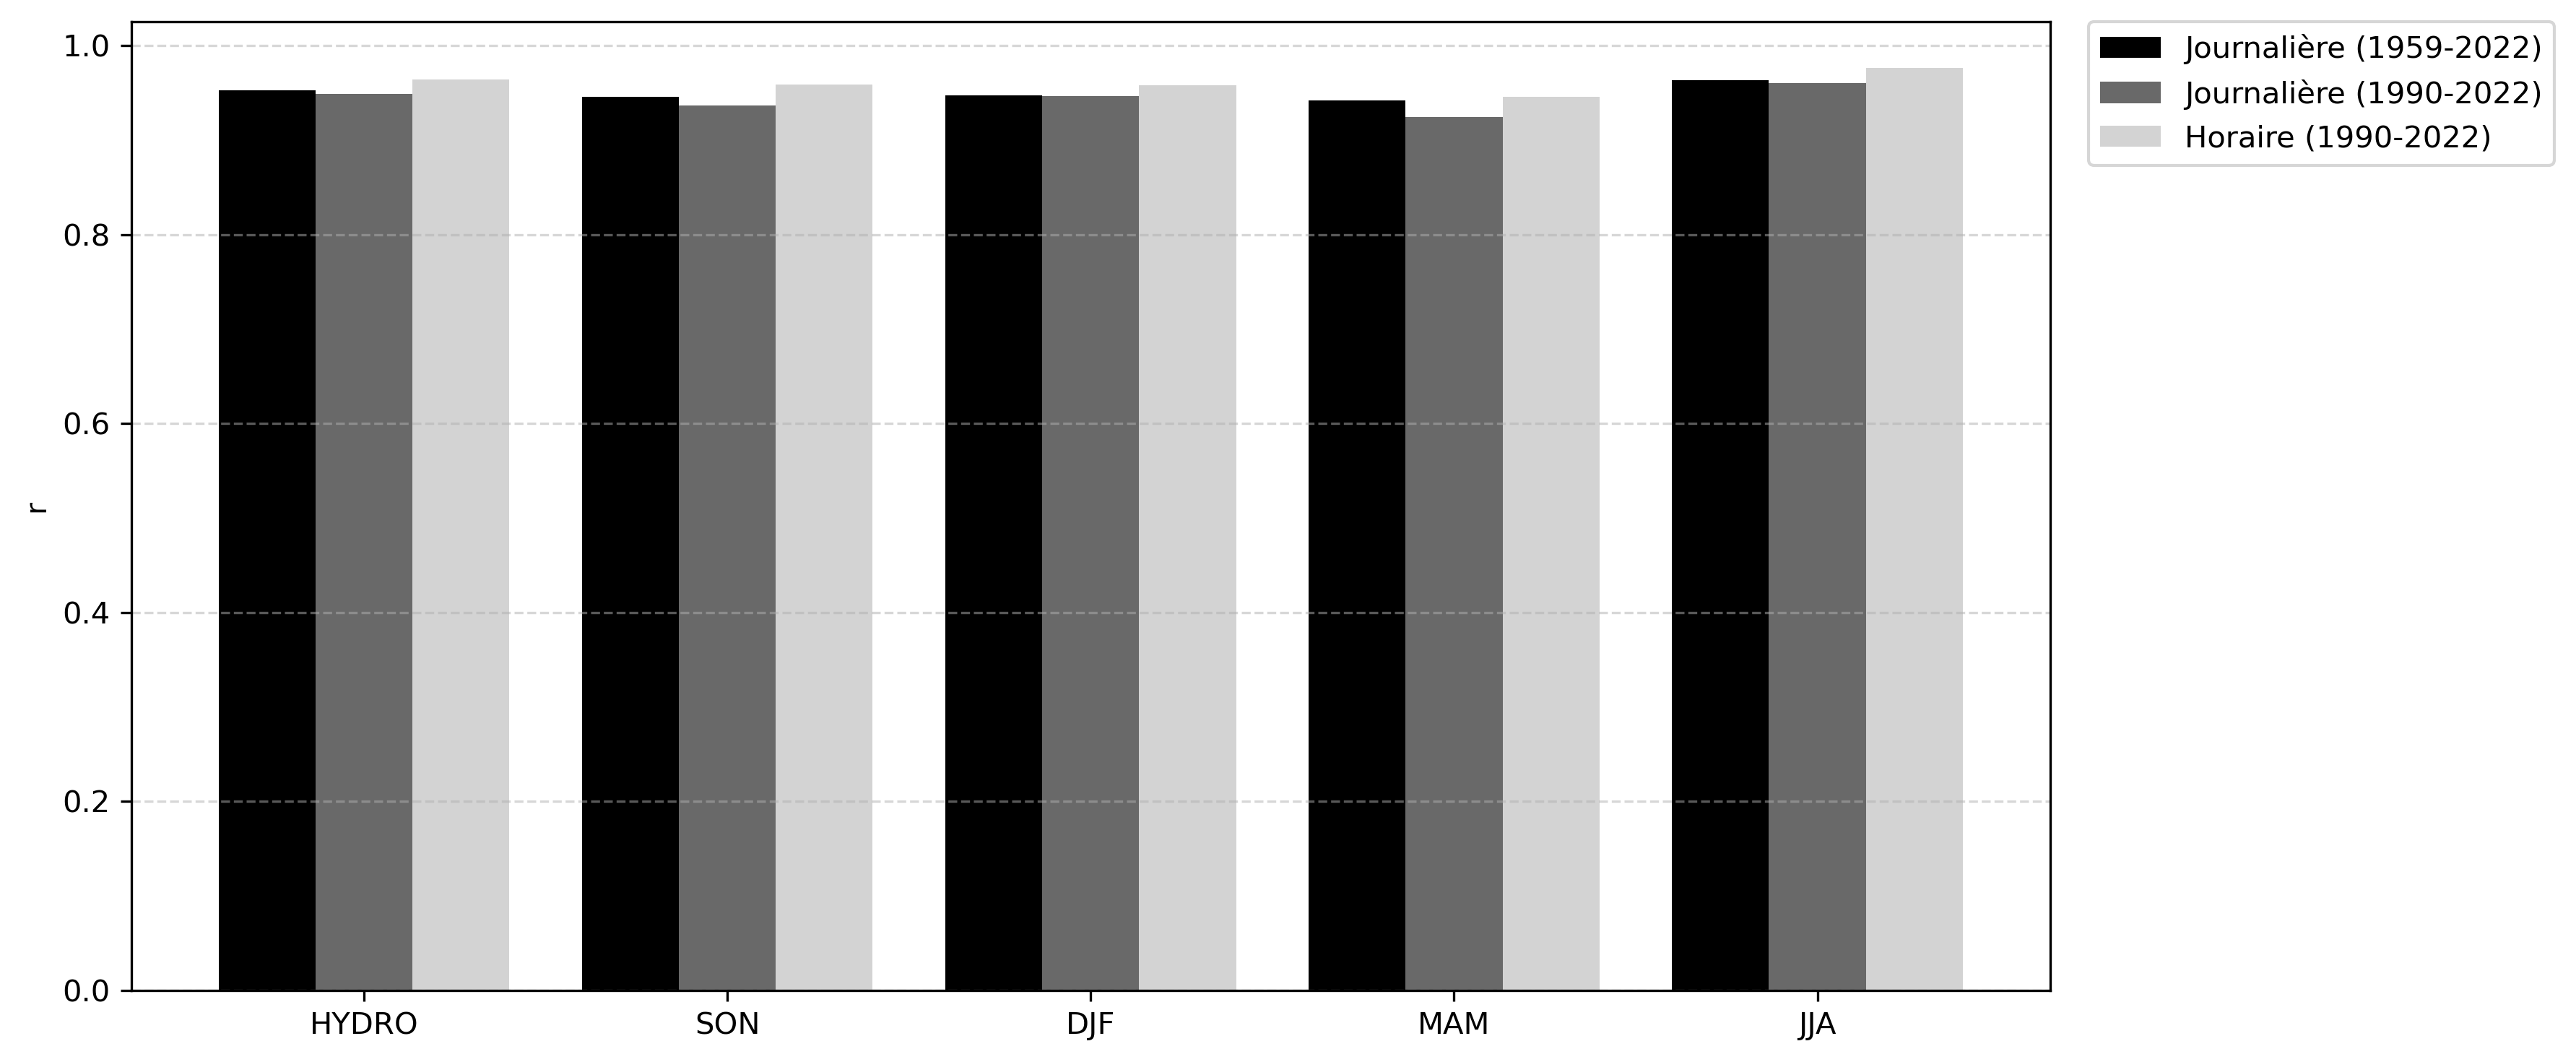 1.0
0.8
0.6
0.4
0.2
0.0
r
HYDRO
SON
DJF
MAM
JJA
Journalière (1959-2022)
Journalière (1990-2022)
Horaire (1990-2022)